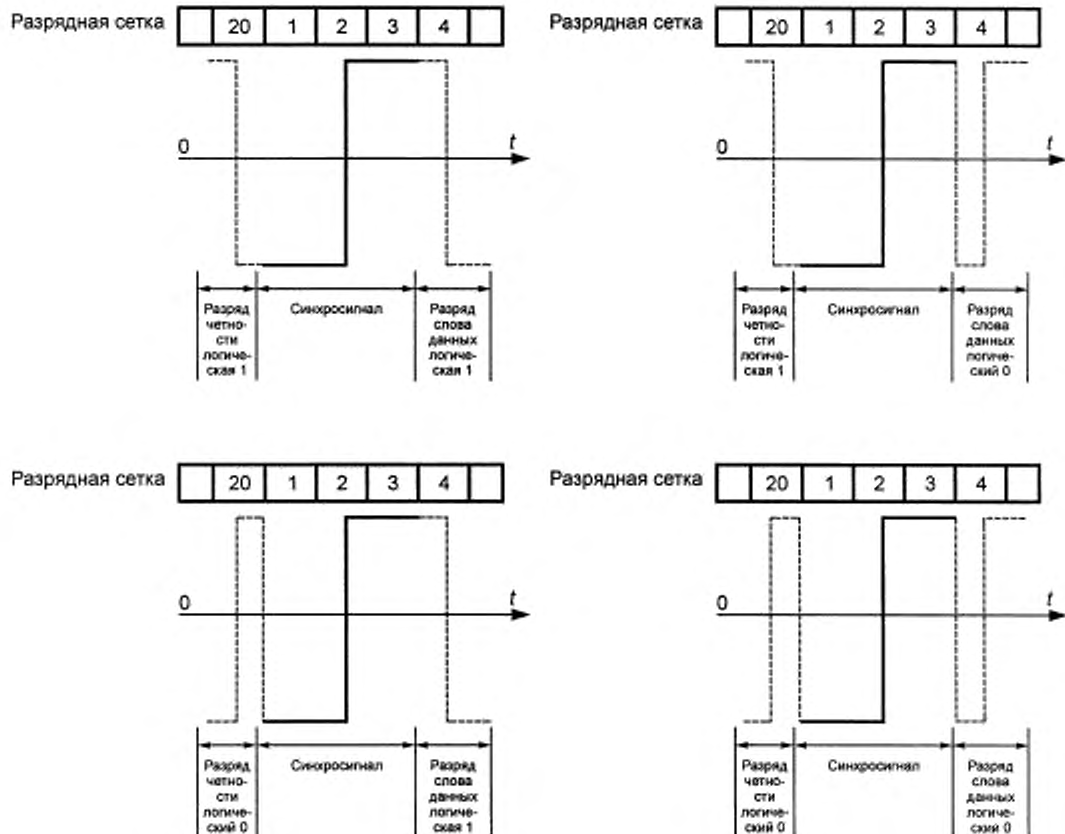 Разрядная сетка 20 1 2 3 4
0 t
Разряд четно-
сти
логиче-
ская 1
Синхросигнал
Разряд
слова
данных
логиче-
ская 1
Разрядная сетка 20 1 2 3 4
0 t
Разряд
четно-
сти
логиче-
ская 1
Синхросигнал
Разряд
слова
данных
логиче-
ский 0
Разрядная сетка 20 1 2 3 4
0 t
Разряд
четно-
сти
логиче-
ский 0
Синхросигнал
Разряд
слова
данных
логиче-
ская 1
Разрядная сетка 20 1 2 3 4
0 t
Разряд
четно-
сти
логиче-
ский 0
Синхросигнал
Разряд
слова
данных
логиче-
ский 0